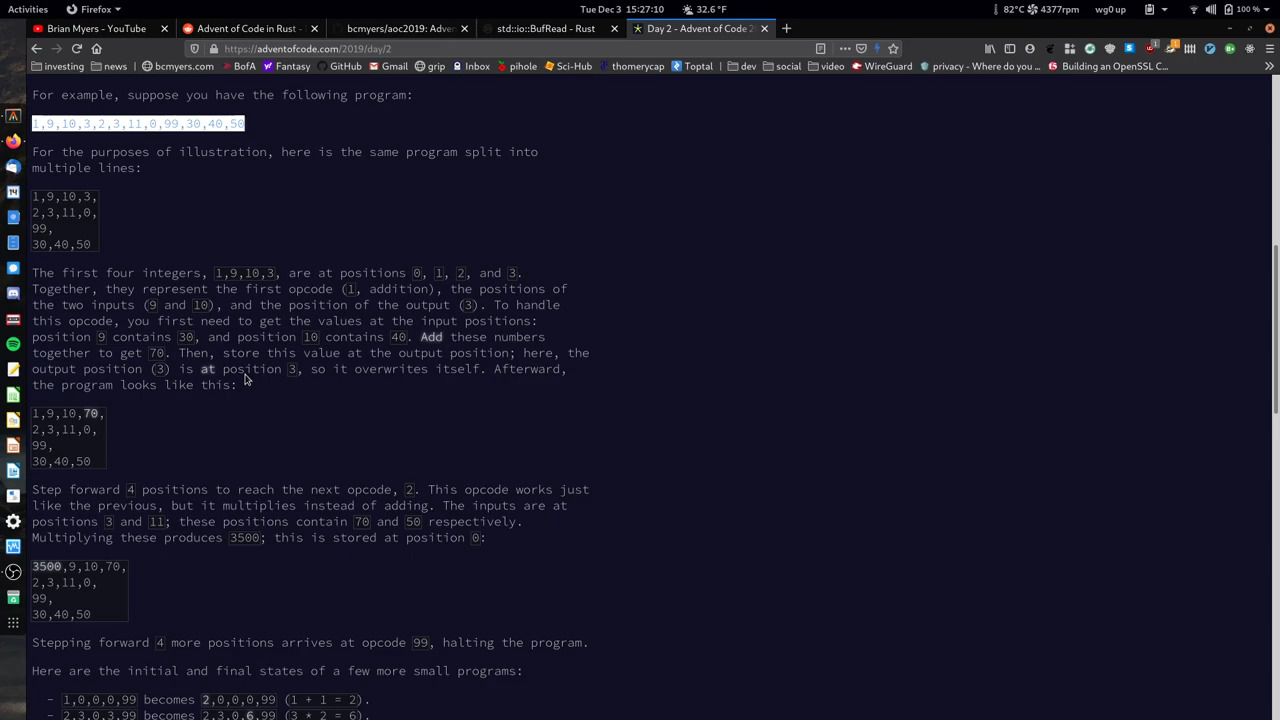 Activities
Firefox
Tue Dec 3 15:27:10
32.6 °F
82°C
4377rpm
wg0 up
100 %
Brian Myers - YouTube
Advent of Code in Rust -
bcmyers/aoc2019: Adven
std::io::BufRead - Rust
Day 2 - Advent of Code 2
https://adventofcode.com/2019/day/2
investing
news
bcmyers.com
BofA
Fantasy
GitHub
Gmail
grip
Inbox
pihole
Sci-Hub
thomerycap
Toptal
dev
social
video
WireGuard
privacy - Where do you ...
Building an OpenSSL C...
For example, suppose you have the following program:
1,9,10,3,2,3,11,0,99,30,40,50
For the purposes of illustration, here is the same program split into
multiple lines:
1,9,10,3,
2,3,11,0,
99,
30,40,50
The first four integers, 1,9,10,3, are at positions 0, 1, 2, and 3.
Together, they represent the first opcode (1, addition), the positions of
the two inputs (9 and 10), and the position of the output (3). To handle
this opcode, you first need to get the values at the input positions:
position 9 contains 30, and position 10 contains 40. Add these numbers
together to get 70. Then, store this value at the output position; here, the
output position (3) is at position 3, so it overwrites itself. Afterward,
the program looks like this:
1,9,10,70,
2,3,11,0,
99,
30,40,50
Step forward 4 positions to reach the next opcode, 2. This opcode works just
like the previous, but it multiplies instead of adding. The inputs are at
positions 3 and 11; these positions contain 70 and 50 respectively.
Multiplying these produces 3500; this is stored at position 0:
3500,9,10,70,
2,3,11,0,
99,
30,40,50
Stepping forward 4 more positions arrives at opcode 99, halting the program.
Here are the initial and final states of a few more small programs:
- 1,0,0,0,99 becomes 2,0,0,0,99 (1 + 1 = 2).
- 2,3,0,3,99 becomes 2,3,0,6,99 (3 * 2 = 6).